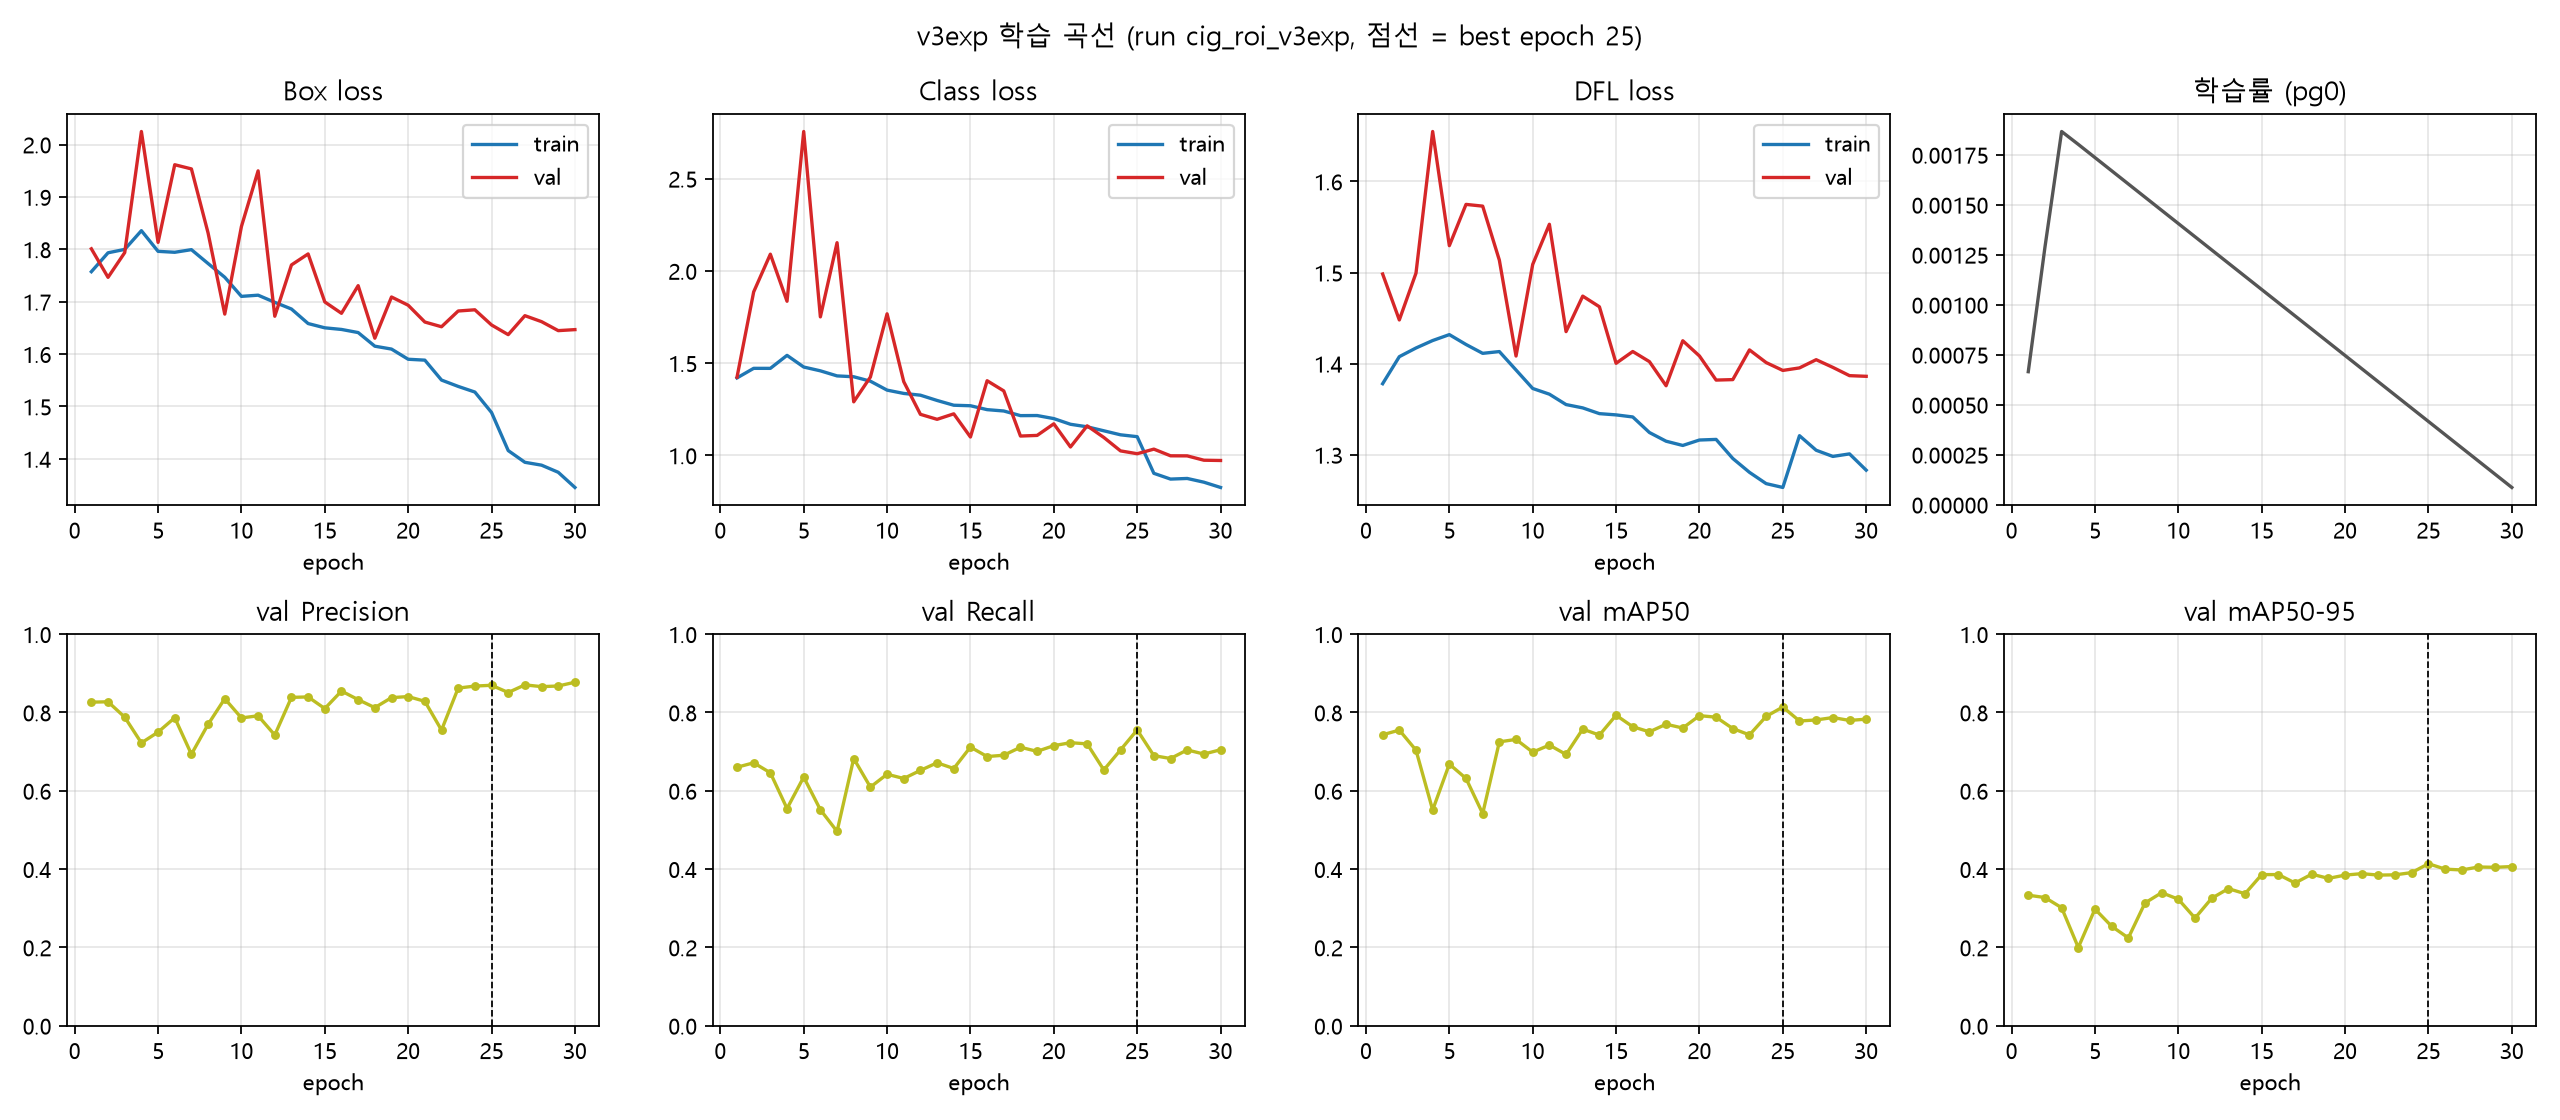 v3exp 학습 곡선 (run cig_roi_v3exp, 점선 = best epoch 25)
Box loss
2.0
1.9
1.8
1.7
1.6
1.5
1.4
train
val
0 5 10 15 20 25 30
epoch
Class loss
2.5
2.0
1.5
1.0
train
val
0 5 10 15 20 25 30
epoch
DFL loss
1.6
1.5
1.4
1.3
train
val
0 5 10 15 20 25 30
epoch
학습률 (pg0)
0.00175
0.00150
0.00125
0.00100
0.00075
0.00050
0.00025
0.00000
0 5 10 15 20 25 30
val Precision
1.0
0.8
0.6
0.4
0.2
0.0
0 5 10 15 20 25 30
epoch
val Recall
1.0
0.8
0.6
0.4
0.2
0.0
0 5 10 15 20 25 30
epoch
val mAP50
1.0
0.8
0.6
0.4
0.2
0.0
0 5 10 15 20 25 30
epoch
val mAP50-95
1.0
0.8
0.6
0.4
0.2
0.0
0 5 10 15 20 25 30
epoch